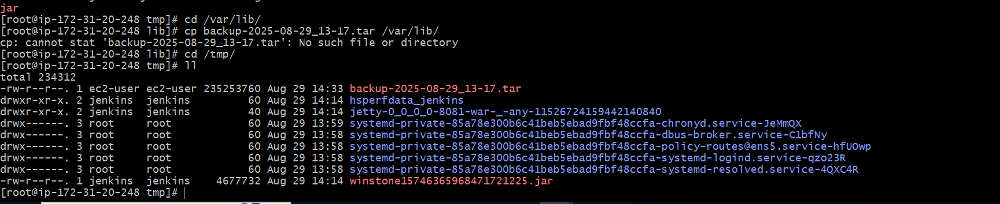 jar
[root@ip-172-31-20-248 tmp]# cd /var/lib/
[root@ip-172-31-20-248 lib]# cp backup-2025-08-29_13-17.tar /var/lib/
cp: cannot stat 'backup-2025-08-29_13-17.tar': No such file or directory
[root@ip-172-31-20-248 lib]# cd /tmp/
[root@ip-172-31-20-248 tmp]# ll
total 234312
-rw-r--r--. 1 ec2-user ec2-user 235253760 Aug 29 14:33 backup-2025-08-29_13-17.tar
drwxr-xr-x. 2 jenkins  jenkins         60 Aug 29 14:14 hsperfdata_jenkins
drwxr-xr-x. 2 jenkins  jenkins         40 Aug 29 14:14 jetty-0_0_0_0-8081-war-_-any-11526724159442140840
drwx------. 3 root     root            60 Aug 29 13:59 systemd-private-85a78e300b6c41beb5ebad9fbf48ccfa-chronyd.service-JeMmQX
drwx------. 3 root     root            60 Aug 29 13:58 systemd-private-85a78e300b6c41beb5ebad9fbf48ccfa-dbus-broker.service-C1bfNy
drwx------. 3 root     root            60 Aug 29 13:58 systemd-private-85a78e300b6c41beb5ebad9fbf48ccfa-policy-routes@ens5.service-hfUOwp
drwx------. 3 root     root            60 Aug 29 13:58 systemd-private-85a78e300b6c41beb5ebad9fbf48ccfa-systemd-logind.service-qzo23R
drwx------. 3 root     root            60 Aug 29 13:58 systemd-private-85a78e300b6c41beb5ebad9fbf48ccfa-systemd-resolved.service-4QXC4R
-rw-r--r--. 1 jenkins  jenkins    4677732 Aug 29 14:14 winstone15746365968471721225.jar
[root@ip-172-31-20-248 tmp]#